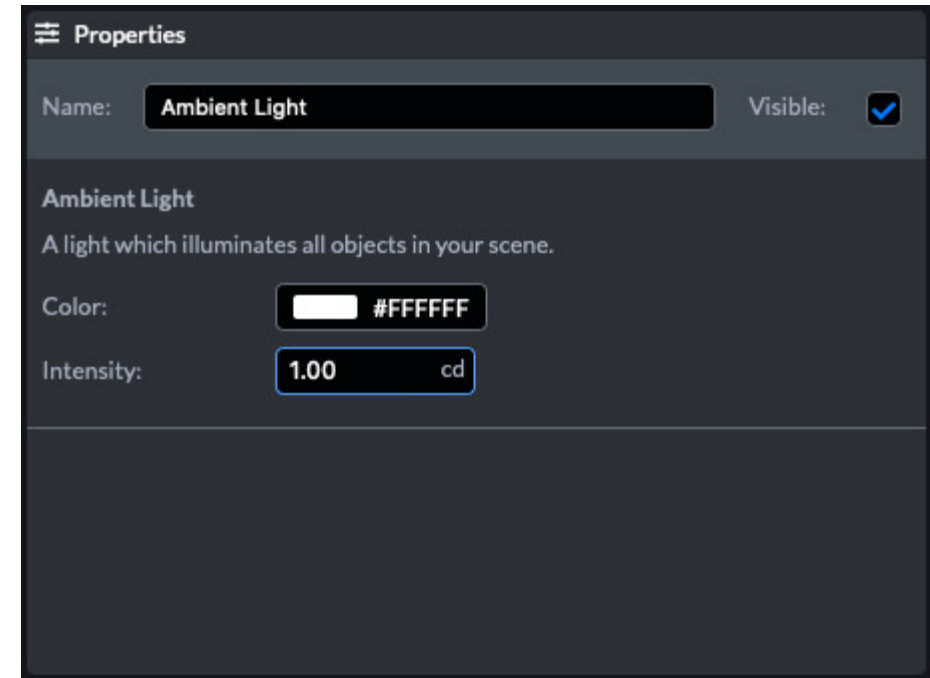 Properties
Name: Ambient Light Visible:
Ambient Light
A light which illuminates all objects in your scene.
Color: #FFFFFF
Intensity: 1.00 cd